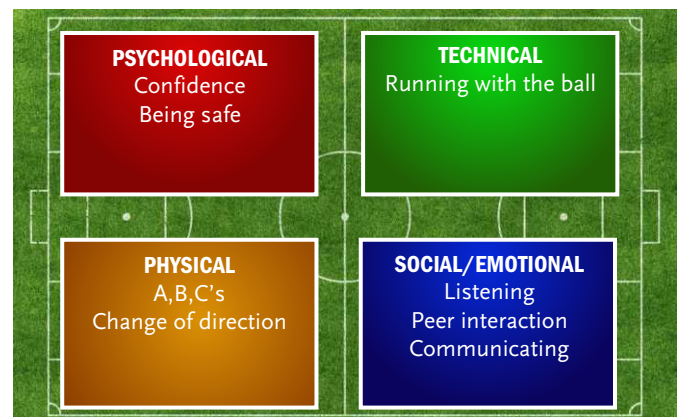 PSYCHOLOGICAL
Confidence
Being safe
TECHNICAL
Running with the ball
PHYSICAL
A,B,C's
Change of direction
SOCIAL/EMOTIONAL
Listening
Peer interaction
Communicating